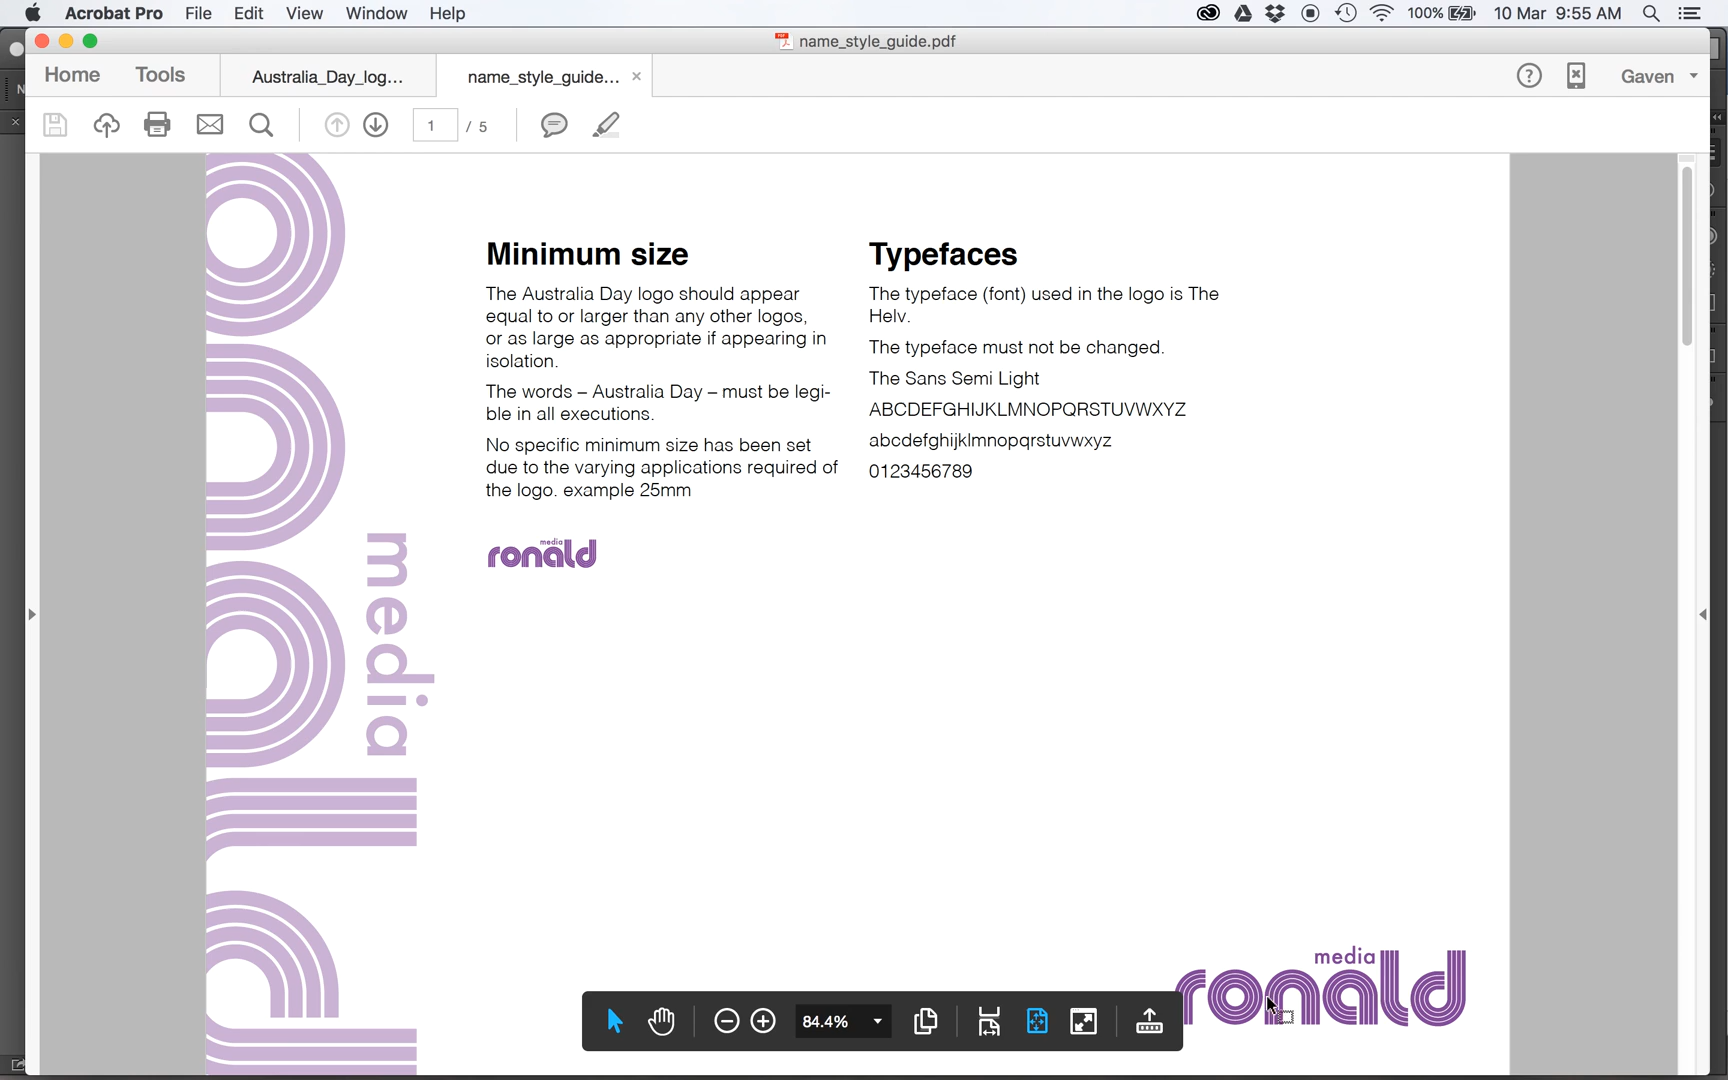 Acrobat Pro File Edit View Window Help 100% 10 Mar 9:55 AM
name_style_guide.pdf
Home Tools Australia_Day_log... name_style_guide... × Gaven
1 / 5
Minimum size
The Australia Day logo should appear
equal to or larger than any other logos,
or as large as appropriate if appearing in
isolation.
The words – Australia Day – must be legi-
ble in all executions.
No specific minimum size has been set
due to the varying applications required of
the logo. example 25mm
media
ronald
Typefaces
The typeface (font) used in the logo is The
Helv.
The typeface must not be changed.
The Sans Semi Light
ABCDEFGHIJKLMNOPQRSTUVWXYZ
abcdefghijklmnopqrstuvwxyz
0123456789
media
media
ronald
84.4%